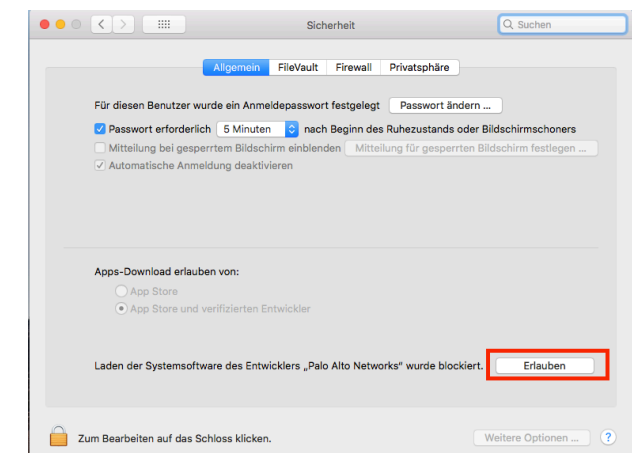 Sicherheit
Suchen
Allgemein FileVault Firewall Privatsphäre
Für diesen Benutzer wurde ein Anmeldepasswort festgelegt Passwort ändern ...
Passwort erforderlich 5 Minuten nach Beginn des Ruhezustands oder Bildschirmschoners
Mitteilung bei gesperrtem Bildschirm einblenden Mitteilung für gesperrten Bildschirm festlegen ...
Automatische Anmeldung deaktivieren
Apps-Download erlauben von:
App Store
App Store und verifizierten Entwickler
Laden der Systemsoftware des Entwicklers „Palo Alto Networks“ wurde blockiert. Erlauben
Zum Bearbeiten auf das Schloss klicken. Weitere Optionen ... ?